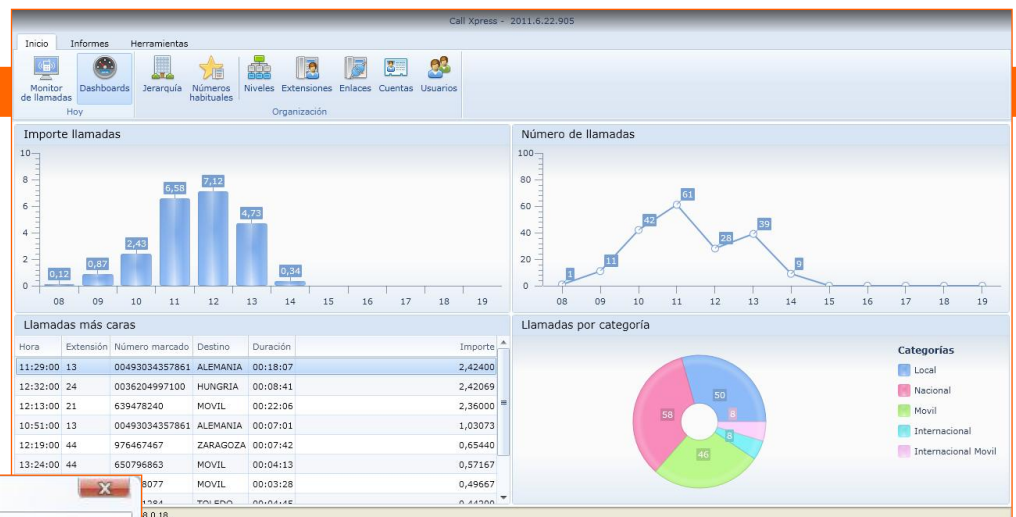 Call Xpress - 2011.6.22.905
Inicio Informes Herramientas
Monitor de llamadas
Dashboards
Jerarquía
Números habituales
Niveles
Extensiones
Enlaces
Cuentas
Usuarios
Hoy
Organización
Importe llamadas
10
8
6
4
2
0
0,12
0,87
2,43
6,58
7,12
4,73
0,34
08 09 10 11 12 13 14 15 16 17 18 19
Número de llamadas
100
80
60
40
20
0
1
11
42
61
28
39
9
08 09 10 11 12 13 14 15 16 17 18 19
Llamadas más caras
Hora Extensión Número marcado Destino Duración Importe
11:29:00 13 00493034357861 ALEMANIA 00:18:07 2,42400
12:32:00 24 0036204997100 HUNGRIA 00:08:41 2,42069
12:13:00 21 639478240 MOVIL 00:22:06 2,36000
10:51:00 13 00493034357861 ALEMANIA 00:07:01 1,03073
12:19:00 44 976467467 ZARAGOZA 00:07:42 0,65440
13:24:00 44 650796863 MOVIL 00:04:13 0,57167
8077 MOVIL 00:03:28 0,49667
Llamadas por categoría
50
58
8
8
46
Categorías
Local
Nacional
Movil
Internacional
Internacional Movil